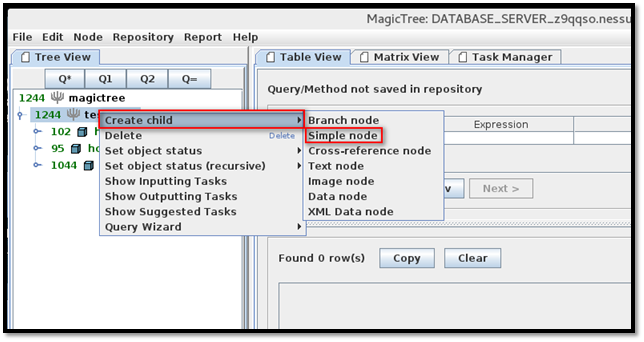 MagicTree: DATABASE_SERVER_z9qqso.nessu
File Edit Node Repository Report Help
Tree View
Table View Matrix View Task Manager
Q* Q1 Q2 Q=
Query/Method not saved in repository
1244 magictree
1244
Create child
Branch node
Expression
Delete Delete
Simple node
102
Set object status
Cross-reference node
95
Set object status (recursive)
Text node
1044
Show Inputting Tasks
Image node
Show Outputting Tasks
Data node
Next >
Show Suggested Tasks
XML Data node
Query Wizard
Found 0 row(s) Copy Clear